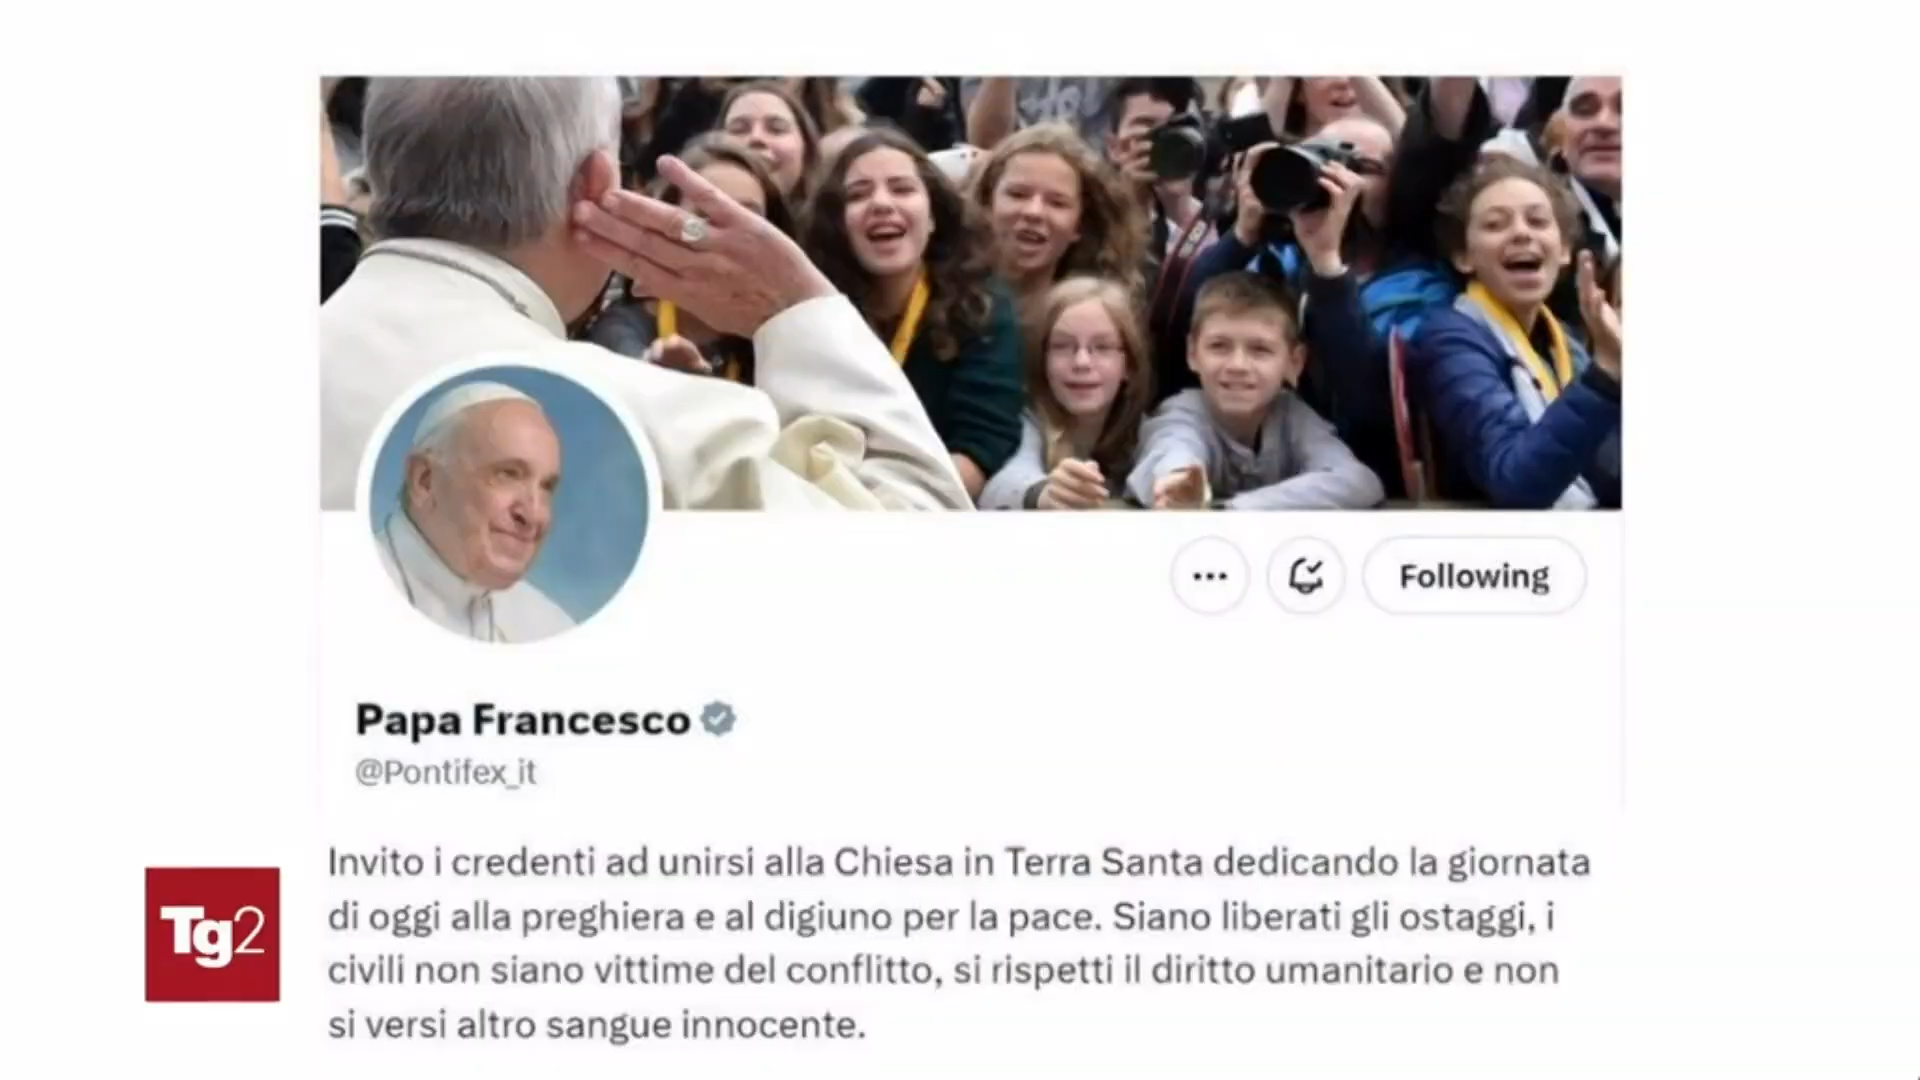 Following
Papa Francesco
@Pontifex_it
Invito i credenti ad unirsi alla Chiesa in Terra Santa dedicando la giornata
di oggi alla preghiera e al digiuno per la pace. Siano liberati gli ostaggi, i
civili non siano vittime del conflitto, si rispetti il diritto umanitario e non
si versi altro sangue innocente.
Tg2